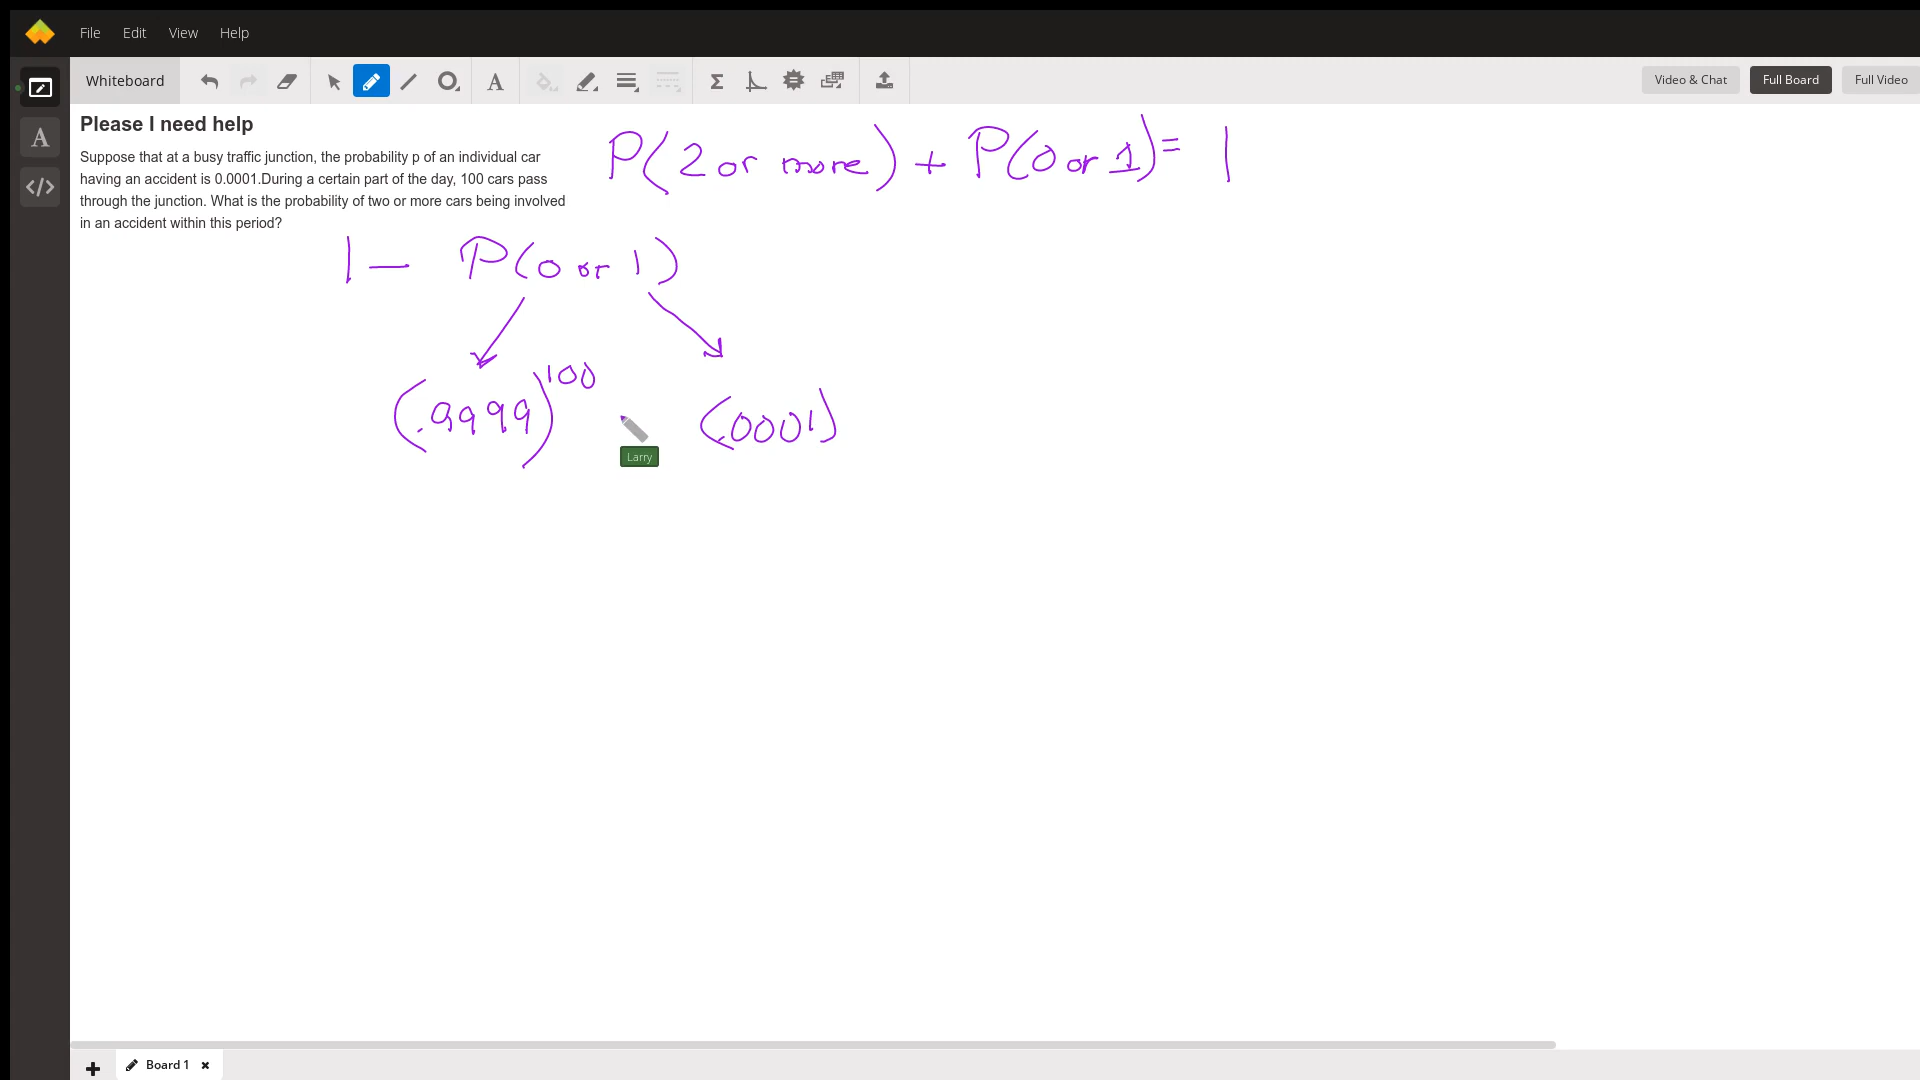 File Edit View Help
Whiteboard
Video & Chat Full Board Full Video
Please I need help
Suppose that at a busy traffic junction, the probability p of an individual car
having an accident is 0.0001.During a certain part of the day, 100 cars pass
through the junction. What is the probability of two or more cars being involved
in an accident within this period?
P(2 or more) + P(0 or 1) = 1
1 - P(0 or 1)
(.9999)^100 (.0001)
Larry
Board 1